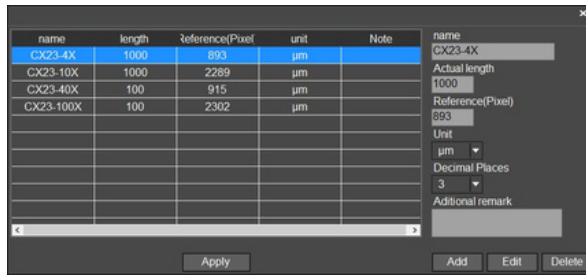 ×
name length Reference(Pixel unit Note
CX23-4X 1000 893 µm
CX23-10X 1000 2289 µm
CX23-40X 100 915 µm
CX23-100X 100 2302 µm
name
CX23-4X
Actual length
1000
Reference(Pixel)
893
Unit
µm
Decimal Places
3
Aditional remark
Apply
Add Edit Delete